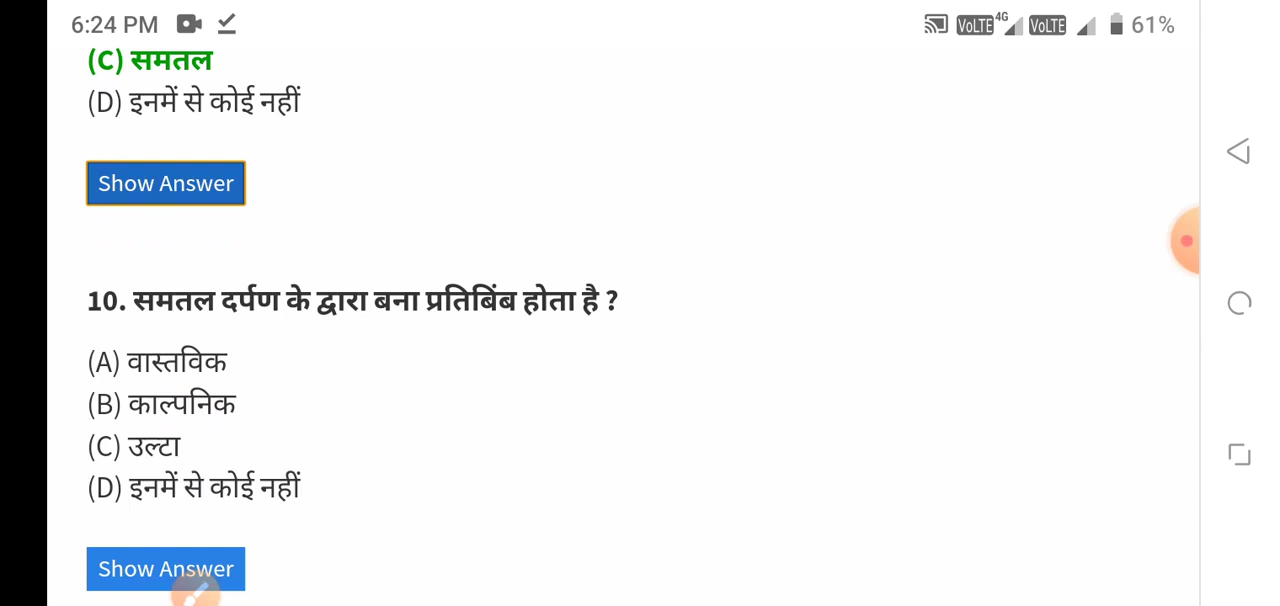 6:24 PM VoLTE 4G VoLTE 61%
(C) समतल
(D) इनमें से कोई नहीं
Show Answer
10. समतल दर्पण के द्वारा बना प्रतिबिंब होता है ?
(A) वास्तविक
(B) काल्पनिक
(C) उल्टा
(D) इनमें से कोई नहीं
Show Answer